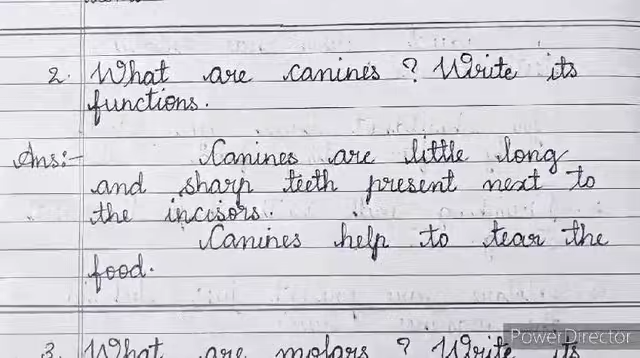 2. What are canines ? Write its
functions.
Ans:- Canines are little long
and sharp teeth present next to
the incisors.
Canines help to tear the
food.
3. What are molars ? Write its
PowerDirector